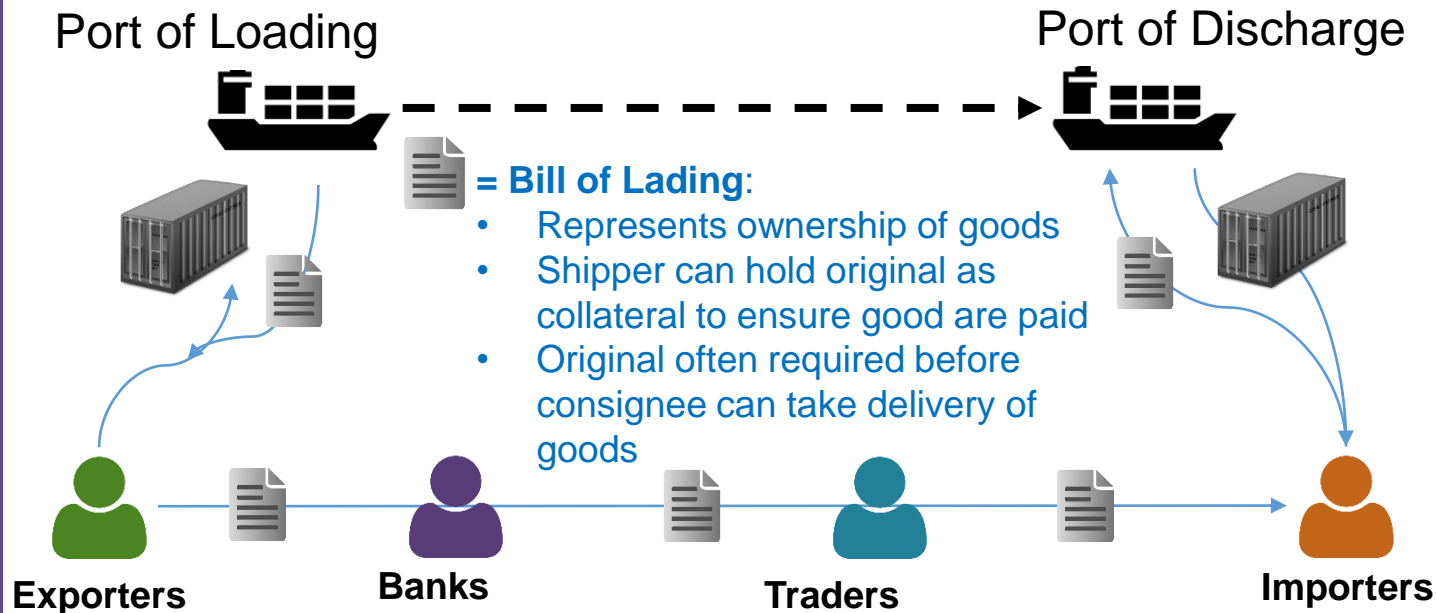 Port of Loading
Port of Discharge
= Bill of Lading:
• Represents ownership of goods
• Shipper can hold original as
collateral to ensure good are paid
• Original often required before
consignee can take delivery of
goods
Exporters
Banks
Traders
Importers